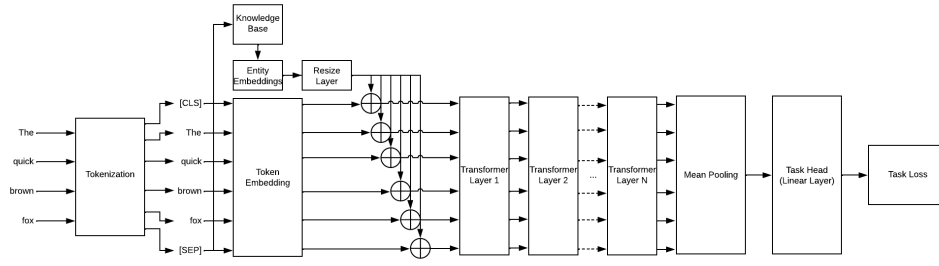 Knowledge
Base
Entity
Embeddings
Resize
Layer
The
quick
brown
fox
Tokenization
[CLS]
The
quick
brown
fox
[SEP]
Token
Embedding
Transformer
Layer 1
Transformer
Layer 2
...
Transformer
Layer N
Mean Pooling
Task Head
(Linear Layer)
Task Loss